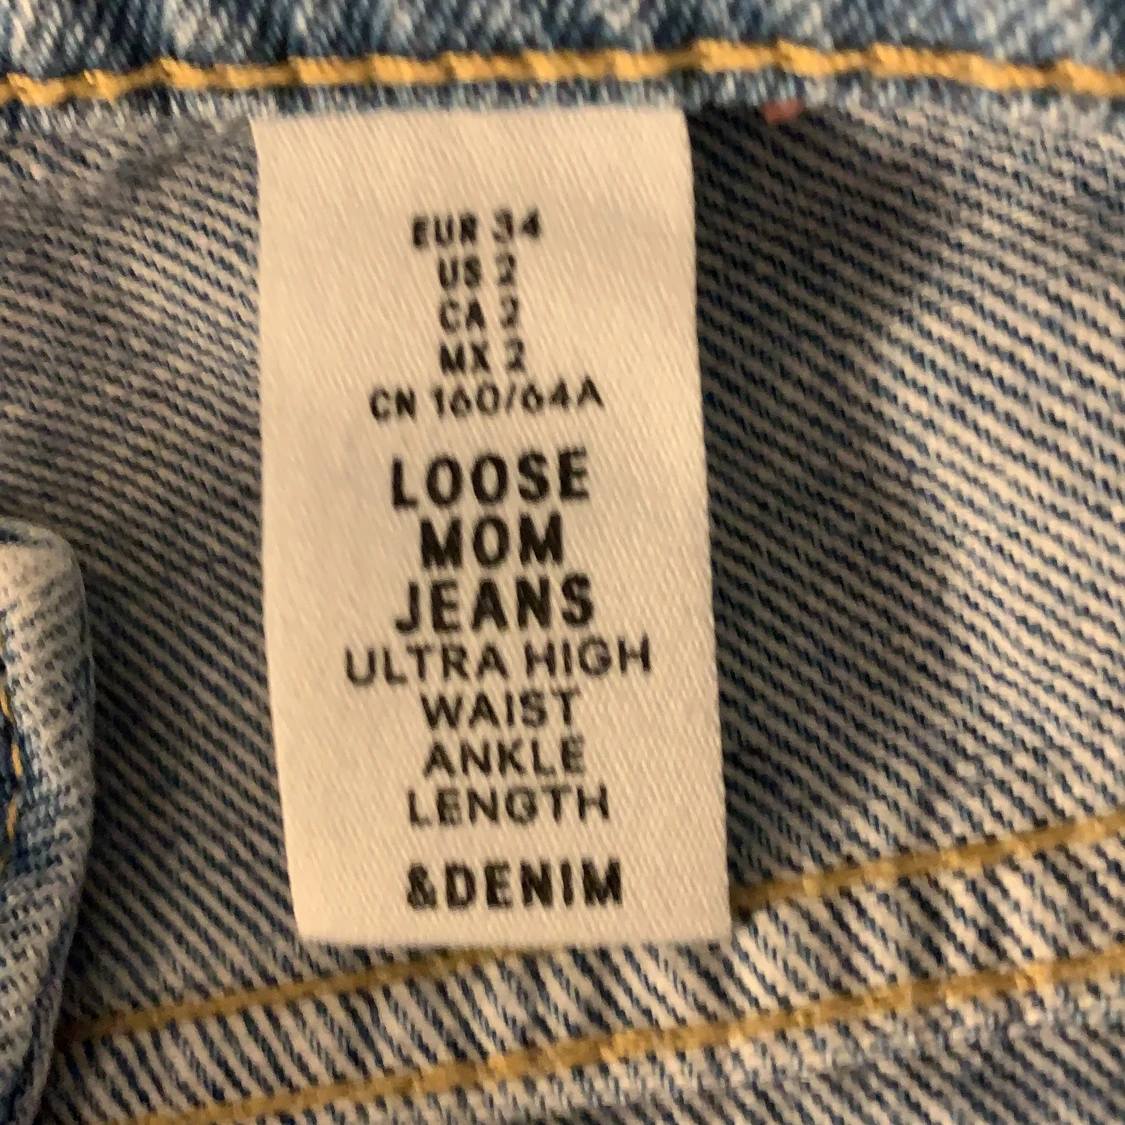 EUR 34
US 2
CA 2
MX 2
CN 160/64A
LOOSE
MOM
JEANS
ULTRA HIGH
WAIST
ANKLE
LENGTH
&DENIM